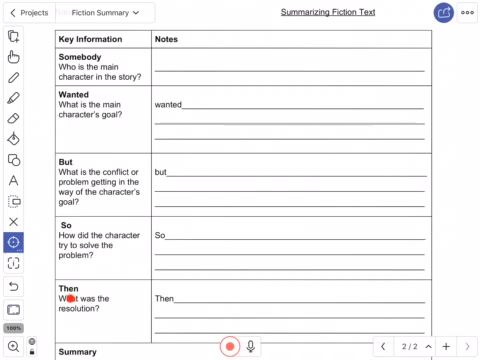 Projects
Fiction Summary
Summarizing Fiction Text
Key Information Notes
Somebody
Who is the main
character in the story?
Wanted
What is the main
character's goal?
wanted
But
What is the conflict or
problem getting in the
way of the character's
goal?
but
So
How did the character
try to solve the
problem?
So
Then
What was the
resolution?
Then
Summary
100%
2 / 2